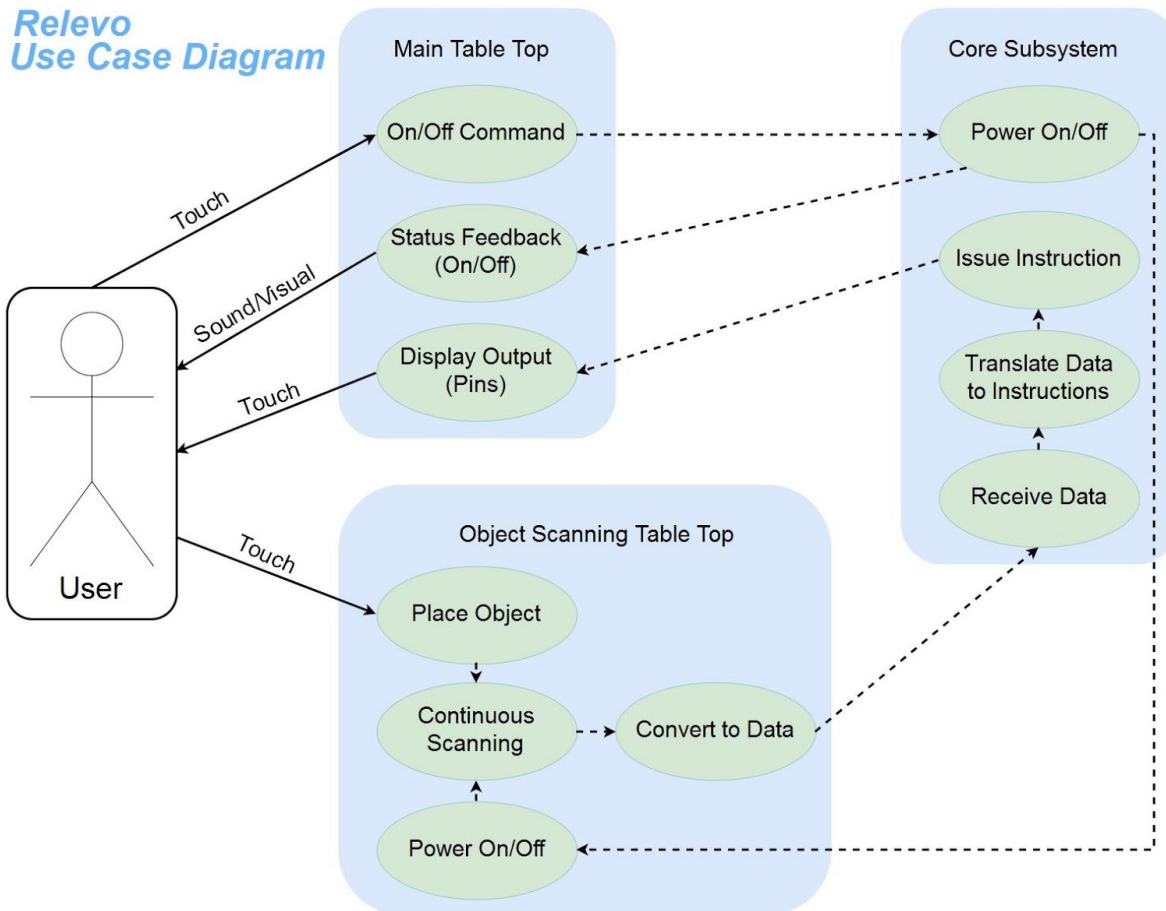 Relevo
Use Case Diagram
Main Table Top
On/Off Command
Status Feedback
(On/Off)
Display Output
(Pins)
Core Subsystem
Power On/Off
Issue Instruction
Translate Data
to Instructions
Receive Data
Touch
Sound/Visual
Touch
Touch
User
Object Scanning Table Top
Place Object
Continuous
Scanning
Convert to Data
Power On/Off